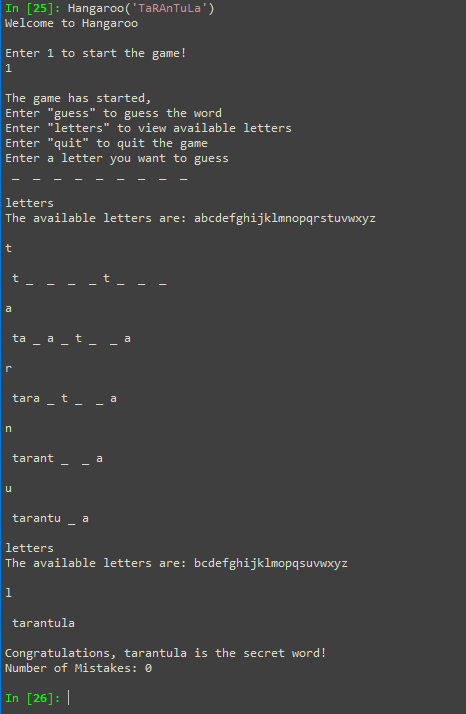 In [25]: Hangaroo('TaRAnTuLa')
Welcome to Hangaroo
Enter 1 to start the game!
1
The game has started,
Enter "guess" to guess the word
Enter "letters" to view available letters
Enter "quit" to quit the game
Enter a letter you want to guess
_ _ _ _ _ _ _ _ _
letters
The available letters are: abcdefghijklmnopqrstuvwxyz
t
t _ _ _ _ t _ _ _
a
ta _ a _ t _ _ a
r
tara _ t _ _ a
n
tarant _ _ a
u
tarantu _ a
letters
The available letters are: bcdefghijklmopqsuvwxyz
l
tarantula
Congratulations, tarantula is the secret word!
Number of Mistakes: 0
In [26]: